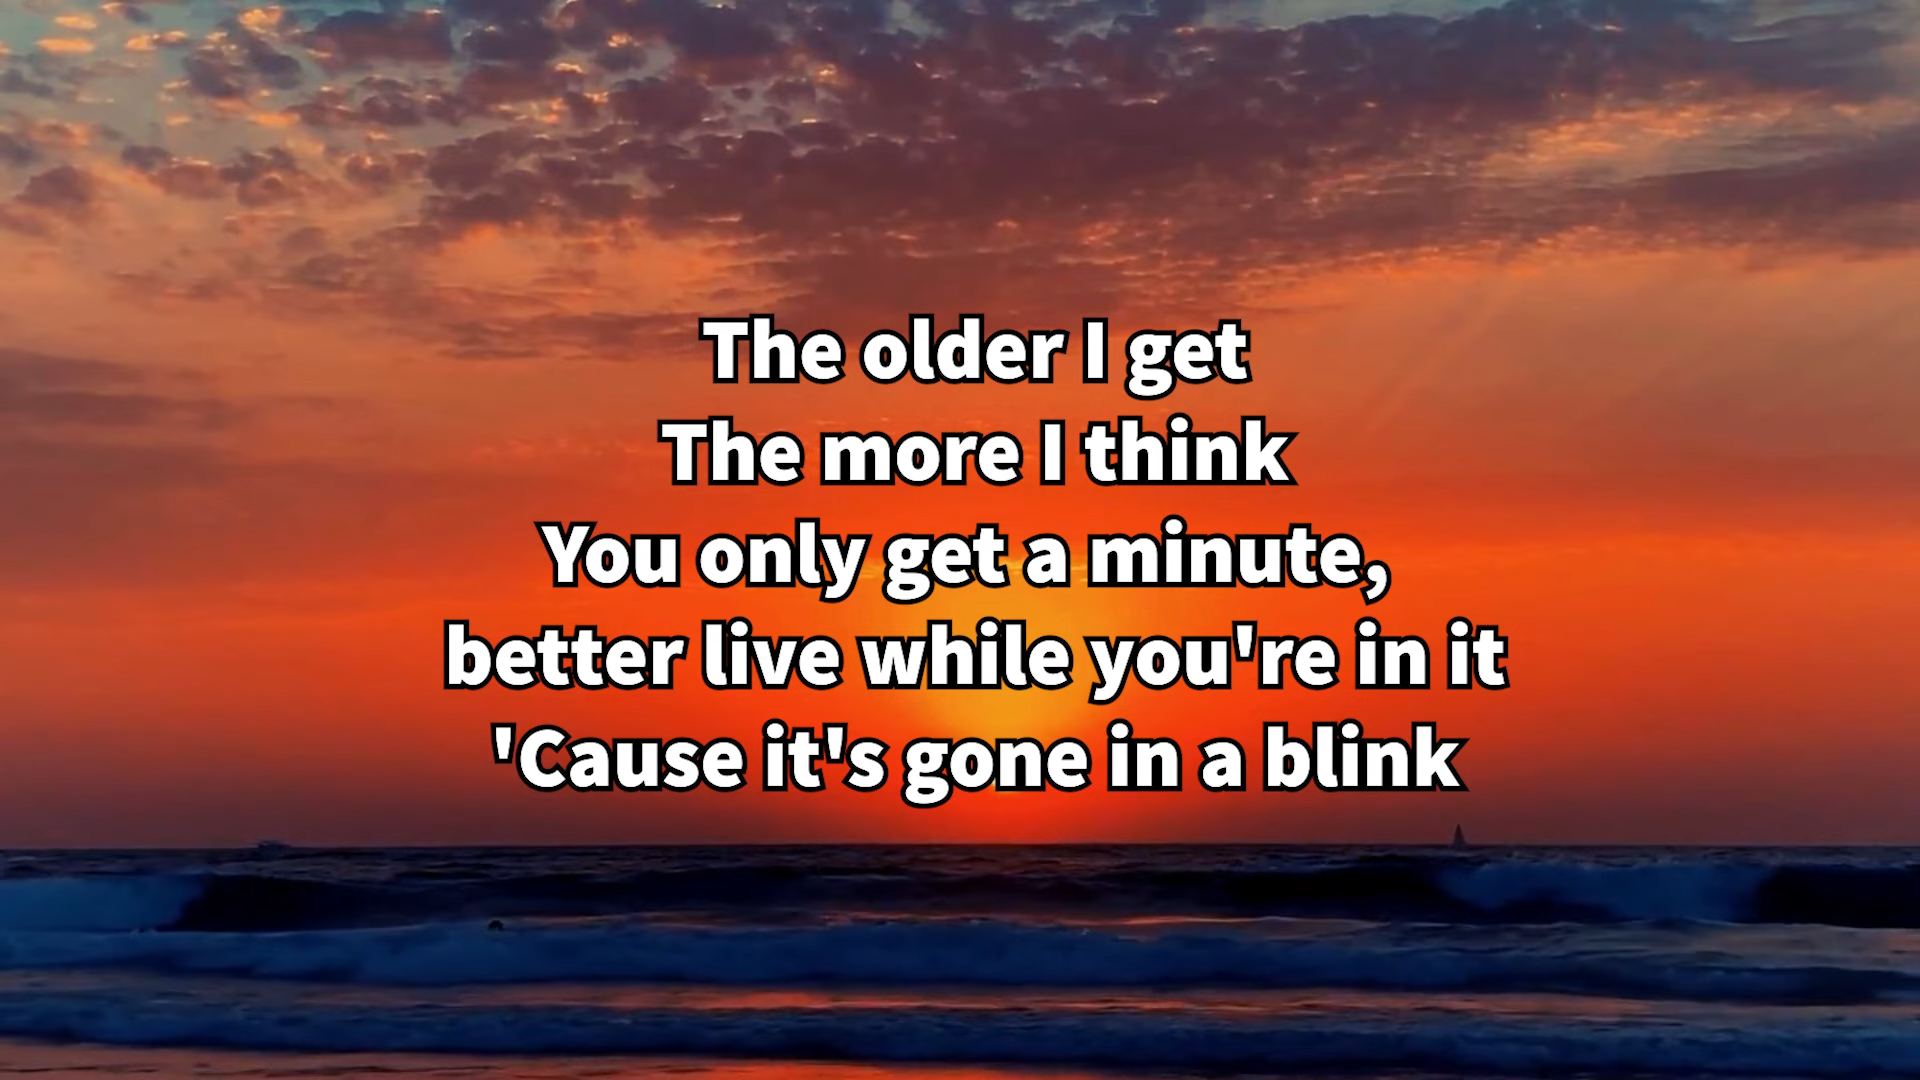 The older I get
The more I think
You only get a minute,
better live while you're in it
'Cause it's gone in a blink